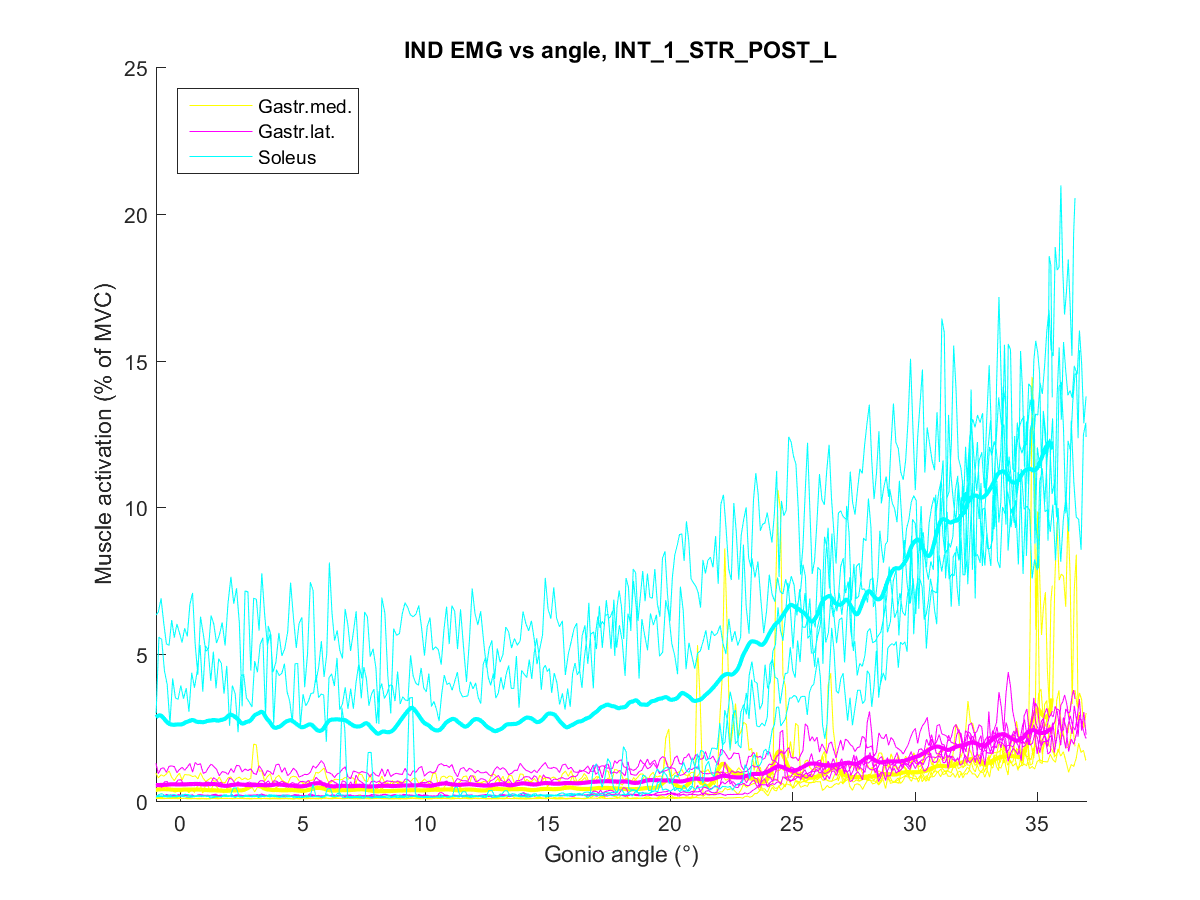 IND EMG vs angle, INT_1_STR_POST_L
25
20
15
10
5
0
Muscle activation (% of MVC)
Gastr.med.
Gastr.lat.
Soleus
0 5 10 15 20 25 30 35
Gonio angle (°)